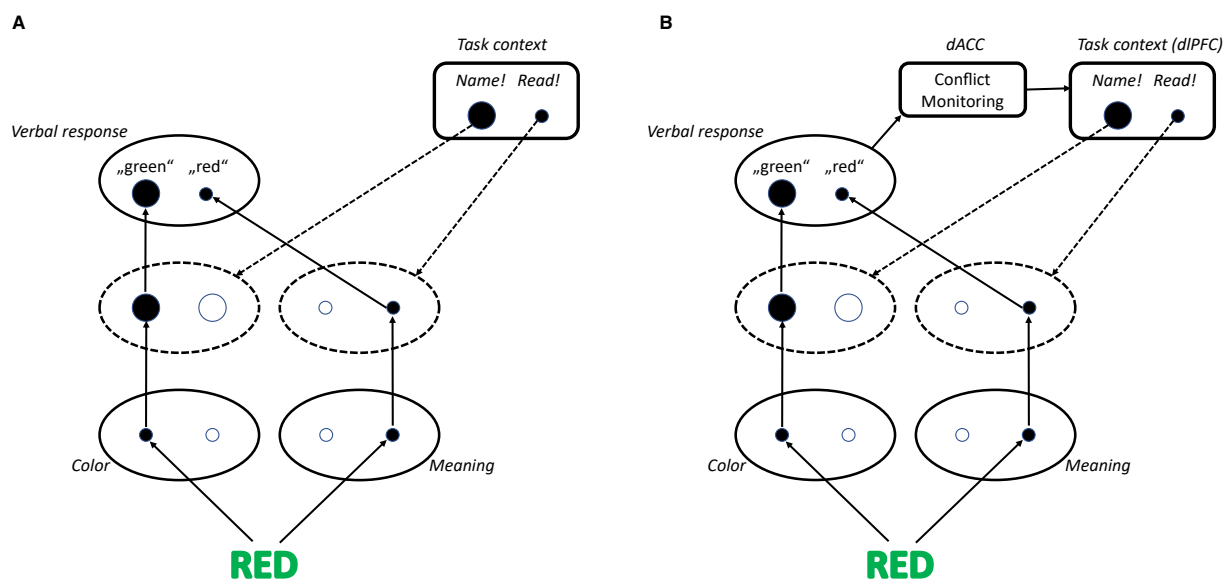 A
Task context
Name! Read!
Verbal response
„green“ „red“
Color
Meaning
RED
B
dACC
Task context (dlPFC)
Conflict
Monitoring
Name! Read!
Verbal response
„green“ „red“
Color
Meaning
RED